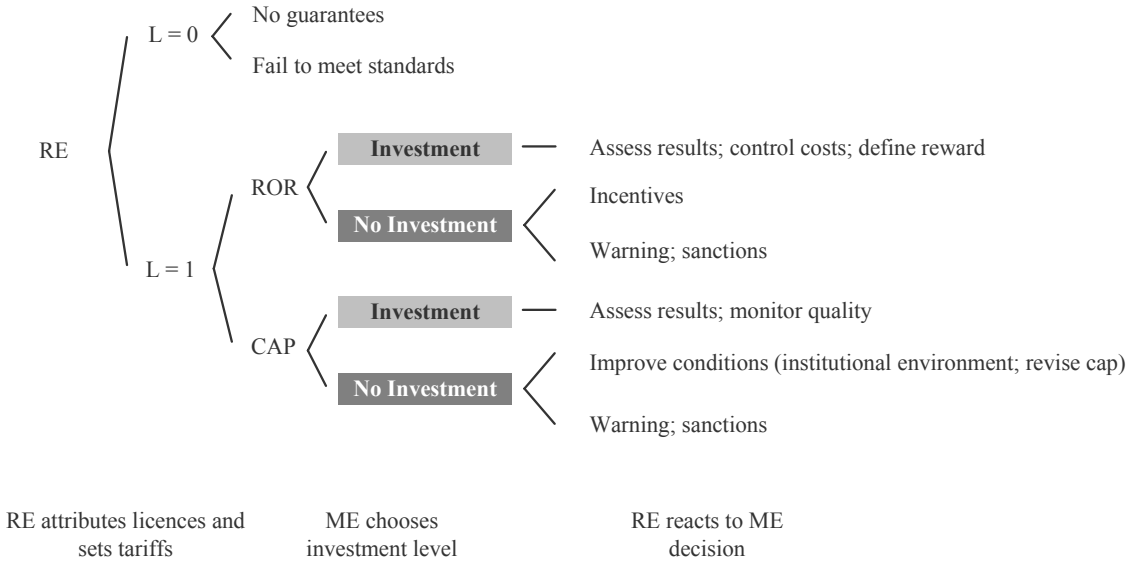 No guarantees
L = 0
Fail to meet standards
RE
Investment
Assess results; control costs; define reward
ROR
Incentives
No Investment
Warning; sanctions
L = 1
Investment
Assess results; monitor quality
CAP
Improve conditions (institutional environment; revise cap)
No Investment
Warning; sanctions
RE attributes licences and
sets tariffs
ME chooses
investment level
RE reacts to ME
decision